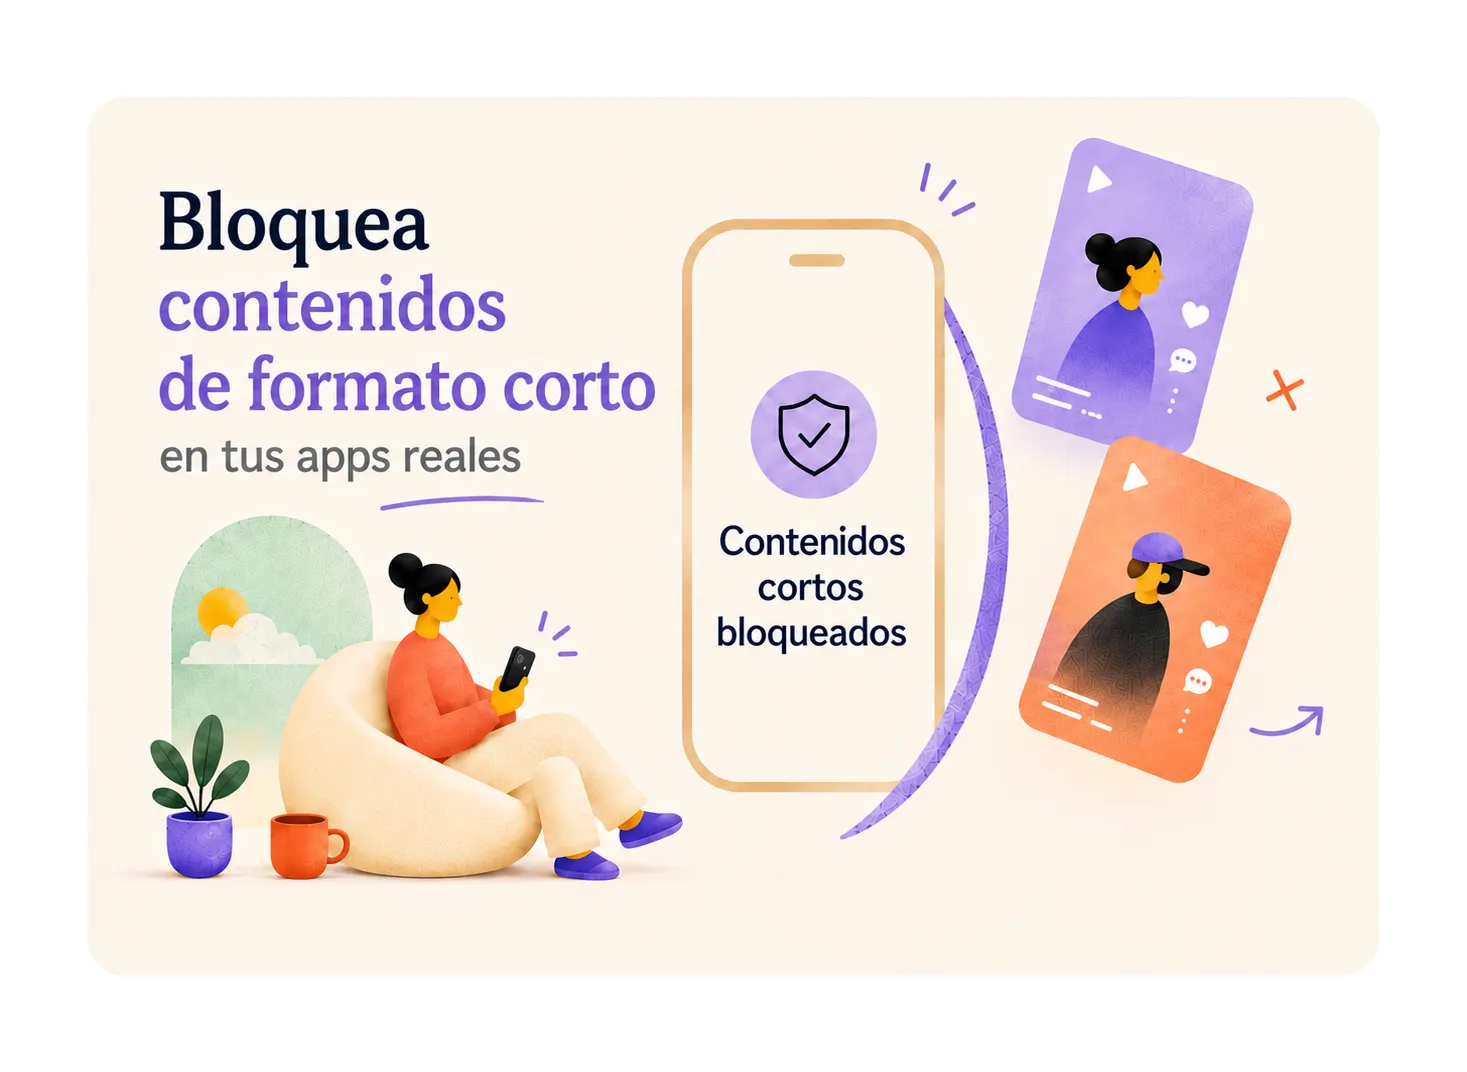 Bloquea
contenidos
de formato corto
en tus apps reales
Contenidos
cortos
bloqueados